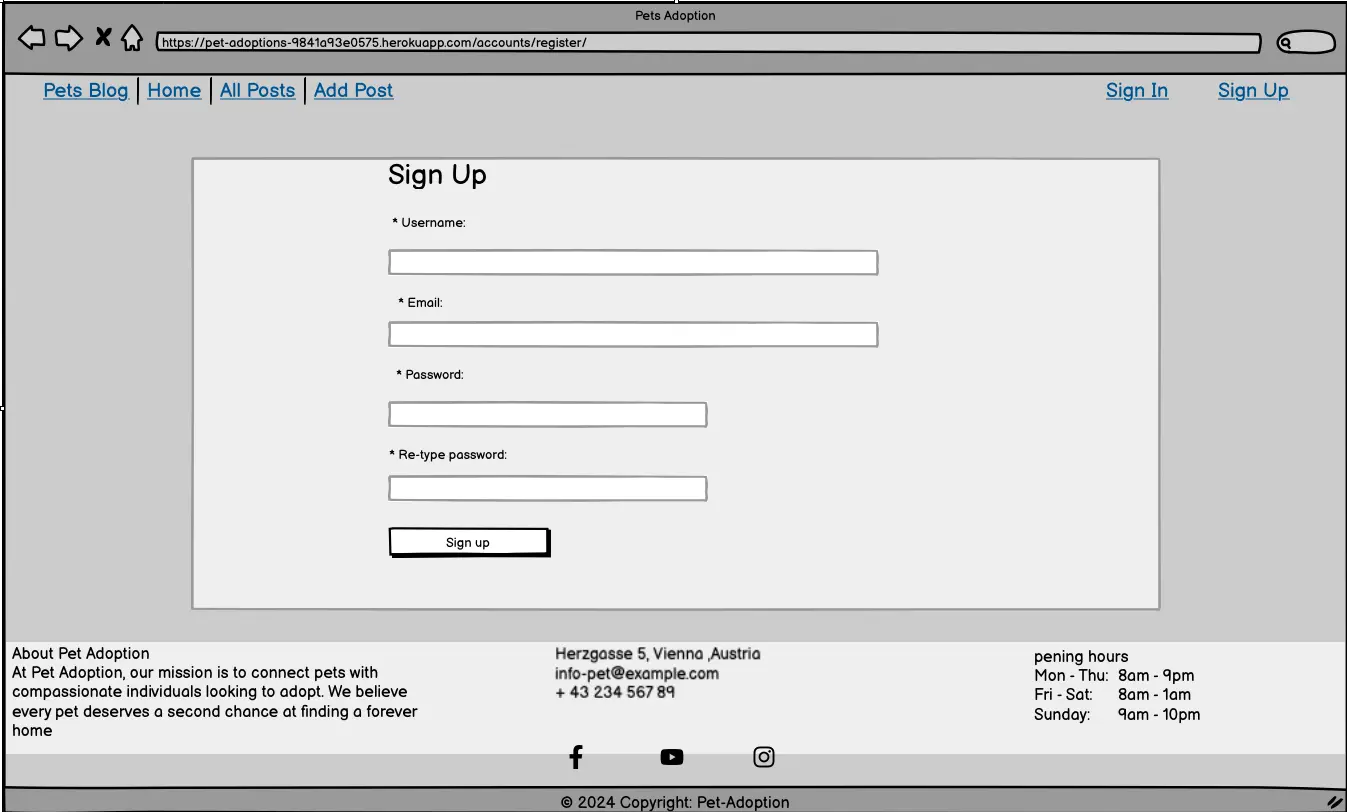 Pets Adoption
https://pet-adoptions-9841a93e0575.herokuapp.com/accounts/register/
Pets Blog Home All Posts Add Post Sign In Sign Up
Sign Up
* Username:
* Email:
* Password:
* Re-type password:
Sign up
About Pet Adoption
At Pet Adoption, our mission is to connect pets with
compassionate individuals looking to adopt. We believe
every pet deserves a second chance at finding a forever
home
Herzgasse 5, Vienna ,Austria
info-pet@example.com
+ 43 234 567 89
pening hours
Mon - Thu: 8am - 9pm
Fri - Sat: 8am - 1am
Sunday: 9am - 10pm
© 2024 Copyright: Pet-Adoption